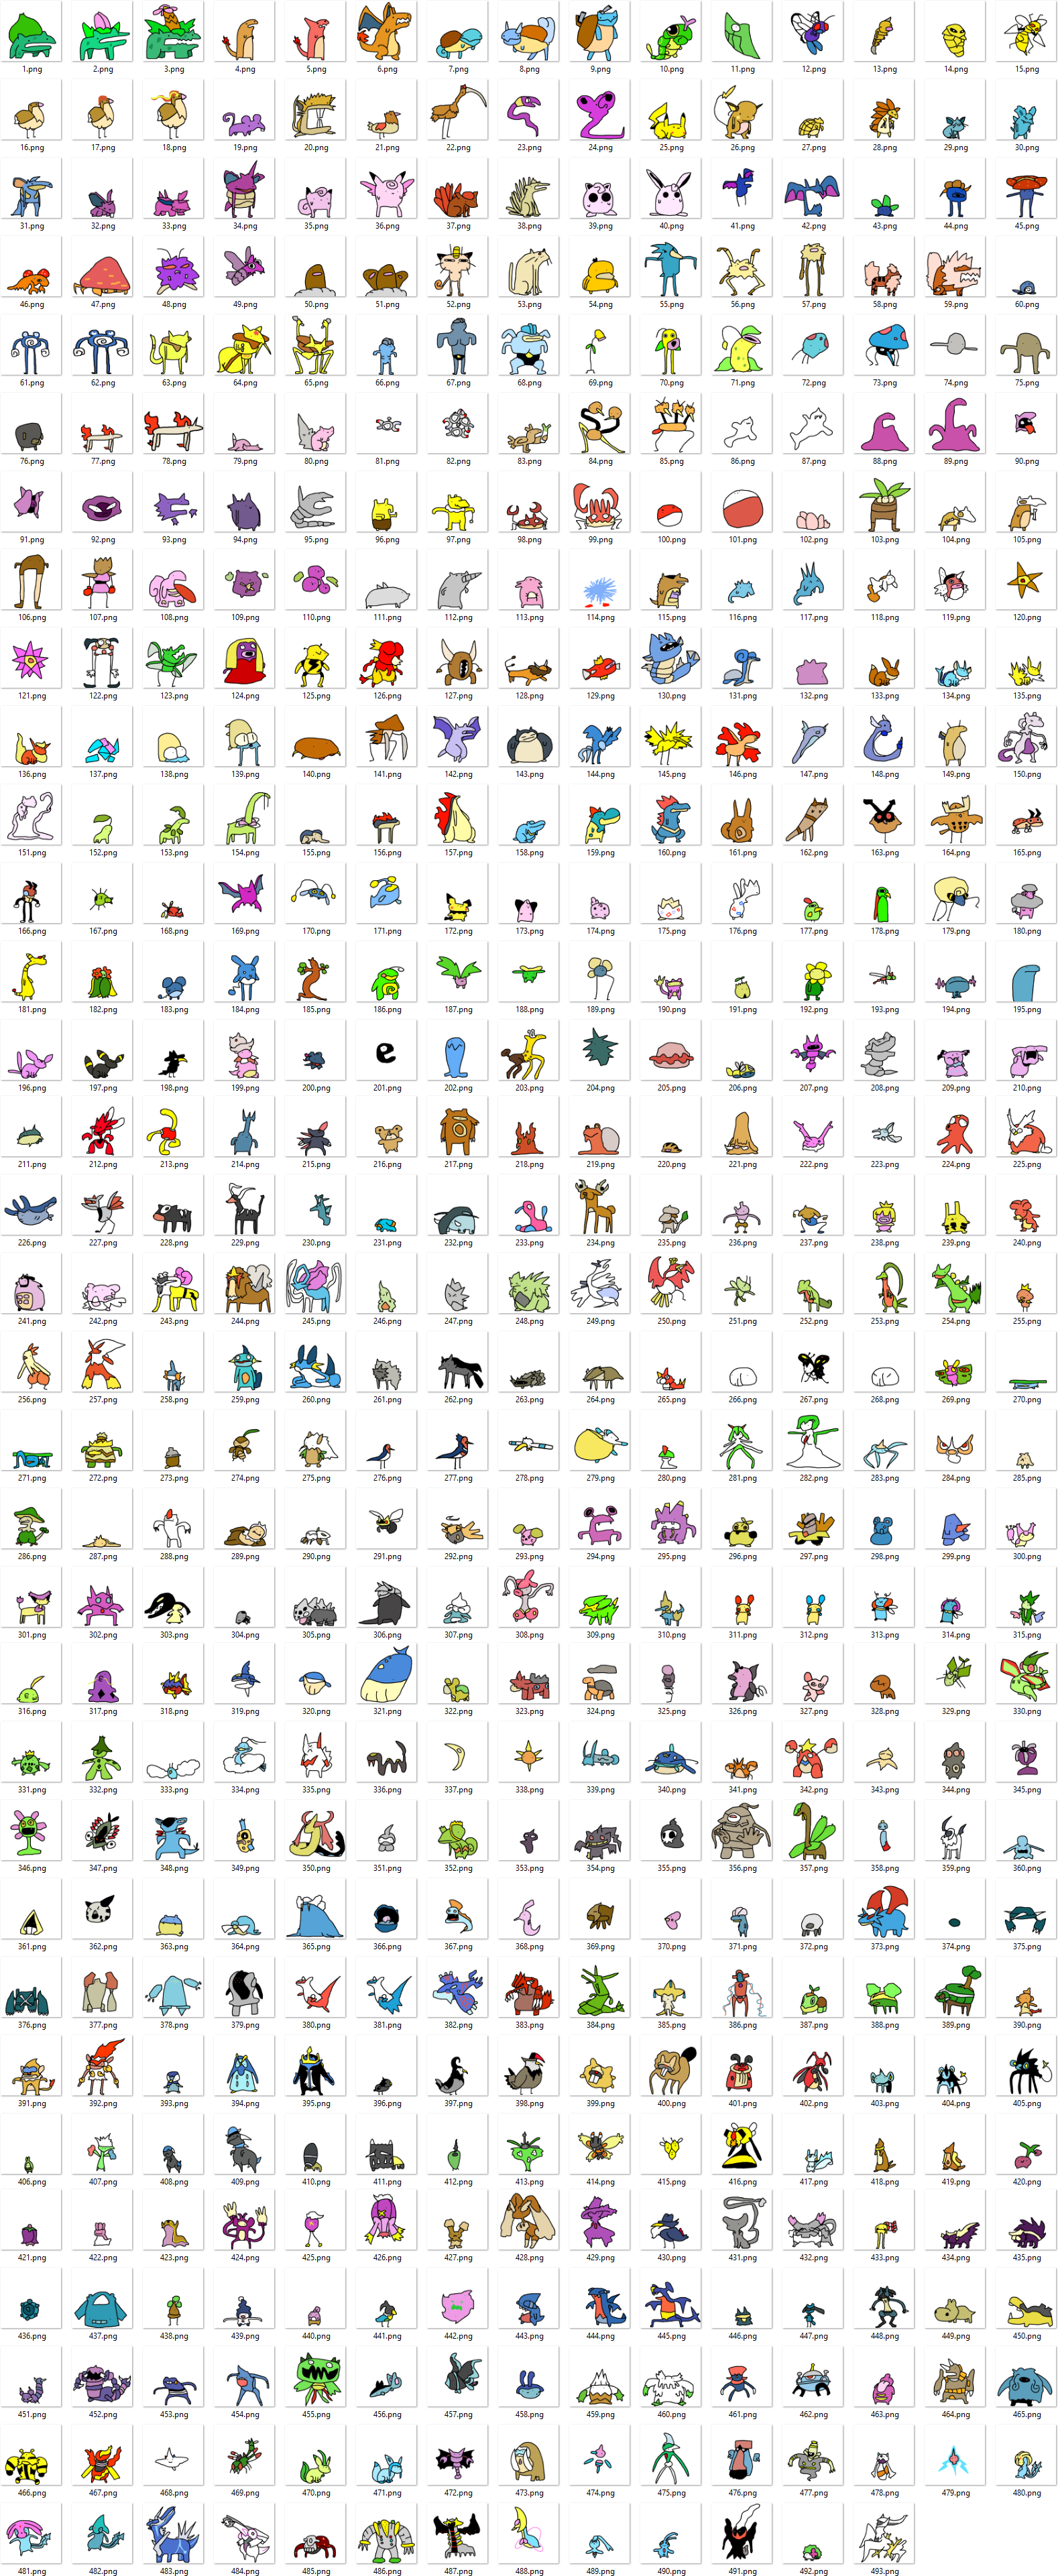 1.png 2.png 3.png 4.png 5.png 6.png 7.png 8.png 9.png 10.png 11.png 12.png 13.png 14.png 15.png
16.png 17.png 18.png 19.png 20.png 21.png 22.png 23.png 24.png 25.png 26.png 27.png 28.png 29.png 30.png
31.png 32.png 33.png 34.png 35.png 36.png 37.png 38.png 39.png 40.png 41.png 42.png 43.png 44.png 45.png
46.png 47.png 48.png 49.png 50.png 51.png 52.png 53.png 54.png 55.png 56.png 57.png 58.png 59.png 60.png
61.png 62.png 63.png 64.png 65.png 66.png 67.png 68.png 69.png 70.png 71.png 72.png 73.png 74.png 75.png
76.png 77.png 78.png 79.png 80.png 81.png 82.png 83.png 84.png 85.png 86.png 87.png 88.png 89.png 90.png
91.png 92.png 93.png 94.png 95.png 96.png 97.png 98.png 99.png 100.png 101.png 102.png 103.png 104.png 105.png
106.png 107.png 108.png 109.png 110.png 111.png 112.png 113.png 114.png 115.png 116.png 117.png 118.png 119.png 120.png
121.png 122.png 123.png 124.png 125.png 126.png 127.png 128.png 129.png 130.png 131.png 132.png 133.png 134.png 135.png
136.png 137.png 138.png 139.png 140.png 141.png 142.png 143.png 144.png 145.png 146.png 147.png 148.png 149.png 150.png
151.png 152.png 153.png 154.png 155.png 156.png 157.png 158.png 159.png 160.png 161.png 162.png 163.png 164.png 165.png
166.png 167.png 168.png 169.png 170.png 171.png 172.png 173.png 174.png 175.png 176.png 177.png 178.png 179.png 180.png
181.png 182.png 183.png 184.png 185.png 186.png 187.png 188.png 189.png 190.png 191.png 192.png 193.png 194.png 195.png
e
196.png 197.png 198.png 199.png 200.png 201.png 202.png 203.png 204.png 205.png 206.png 207.png 208.png 209.png 210.png
211.png 212.png 213.png 214.png 215.png 216.png 217.png 218.png 219.png 220.png 221.png 222.png 223.png 224.png 225.png
226.png 227.png 228.png 229.png 230.png 231.png 232.png 233.png 234.png 235.png 236.png 237.png 238.png 239.png 240.png
241.png 242.png 243.png 244.png 245.png 246.png 247.png 248.png 249.png 250.png 251.png 252.png 253.png 254.png 255.png
256.png 257.png 258.png 259.png 260.png 261.png 262.png 263.png 264.png 265.png 266.png 267.png 268.png 269.png 270.png
271.png 272.png 273.png 274.png 275.png 276.png 277.png 278.png 279.png 280.png 281.png 282.png 283.png 284.png 285.png
286.png 287.png 288.png 289.png 290.png 291.png 292.png 293.png 294.png 295.png 296.png 297.png 298.png 299.png 300.png
301.png 302.png 303.png 304.png 305.png 306.png 307.png 308.png 309.png 310.png 311.png 312.png 313.png 314.png 315.png
316.png 317.png 318.png 319.png 320.png 321.png 322.png 323.png 324.png 325.png 326.png 327.png 328.png 329.png 330.png
331.png 332.png 333.png 334.png 335.png 336.png 337.png 338.png 339.png 340.png 341.png 342.png 343.png 344.png 345.png
346.png 347.png 348.png 349.png 350.png 351.png 352.png 353.png 354.png 355.png 356.png 357.png 358.png 359.png 360.png
361.png 362.png 363.png 364.png 365.png 366.png 367.png 368.png 369.png 370.png 371.png 372.png 373.png 374.png 375.png
376.png 377.png 378.png 379.png 380.png 381.png 382.png 383.png 384.png 385.png 386.png 387.png 388.png 389.png 390.png
391.png 392.png 393.png 394.png 395.png 396.png 397.png 398.png 399.png 400.png 401.png 402.png 403.png 404.png 405.png
406.png 407.png 408.png 409.png 410.png 411.png 412.png 413.png 414.png 415.png 416.png 417.png 418.png 419.png 420.png
421.png 422.png 423.png 424.png 425.png 426.png 427.png 428.png 429.png 430.png 431.png 432.png 433.png 434.png 435.png
436.png 437.png 438.png 439.png 440.png 441.png 442.png 443.png 444.png 445.png 446.png 447.png 448.png 449.png 450.png
451.png 452.png 453.png 454.png 455.png 456.png 457.png 458.png 459.png 460.png 461.png 462.png 463.png 464.png 465.png
466.png 467.png 468.png 469.png 470.png 471.png 472.png 473.png 474.png 475.png 476.png 477.png 478.png 479.png 480.png
481.png 482.png 483.png 484.png 485.png 486.png 487.png 488.png 489.png 490.png 491.png 492.png 493.png